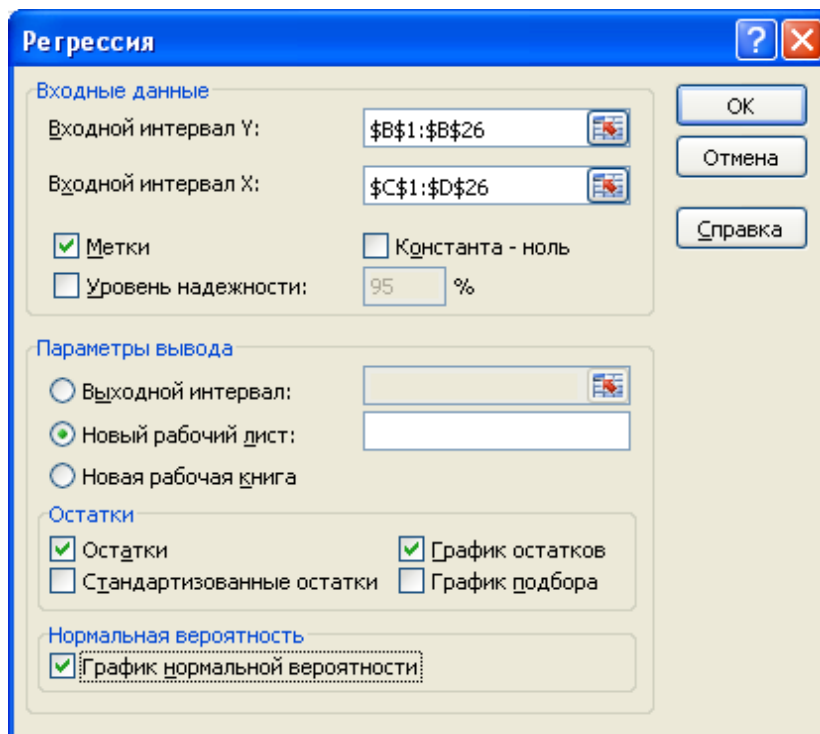 Регрессия
Входные данные
Входной интервал Y: $B$1:$B$26
Входной интервал X: $C$1:$D$26
Метки Константа - ноль
Уровень надежности: 95 %
ОК
Отмена
Справка
Параметры вывода
Выходной интервал:
Новый рабочий лист:
Новая рабочая книга
Остатки
Остатки График остатков
Стандартизованные остатки График подбора
Нормальная вероятность
График нормальной вероятности